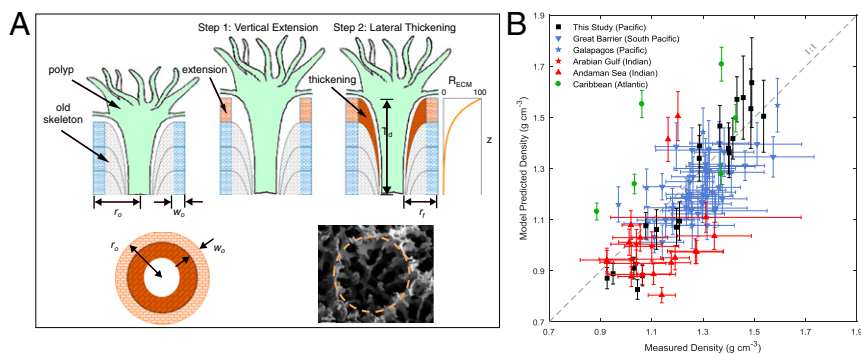 A
Step 1: Vertical Extension
Step 2: Lateral Thickening
polyp
extension
thickening
old
skeleton
R_ECM
0
100
T_d
z
r_o
w_o
r_f
r_o
w_o
B
1.9
1.7
1.5
1.3
1.1
0.9
0.7
Model Predicted Density (g cm⁻³)
This Study (Pacific)
Great Barrier (South Pacific)
Galapagos (Pacific)
Arabian Gulf (Indian)
Andaman Sea (Indian)
Caribbean (Atlantic)
1:1
0.7
0.9
1.1
1.3
1.5
1.7
1.9
Measured Density (g cm⁻³)